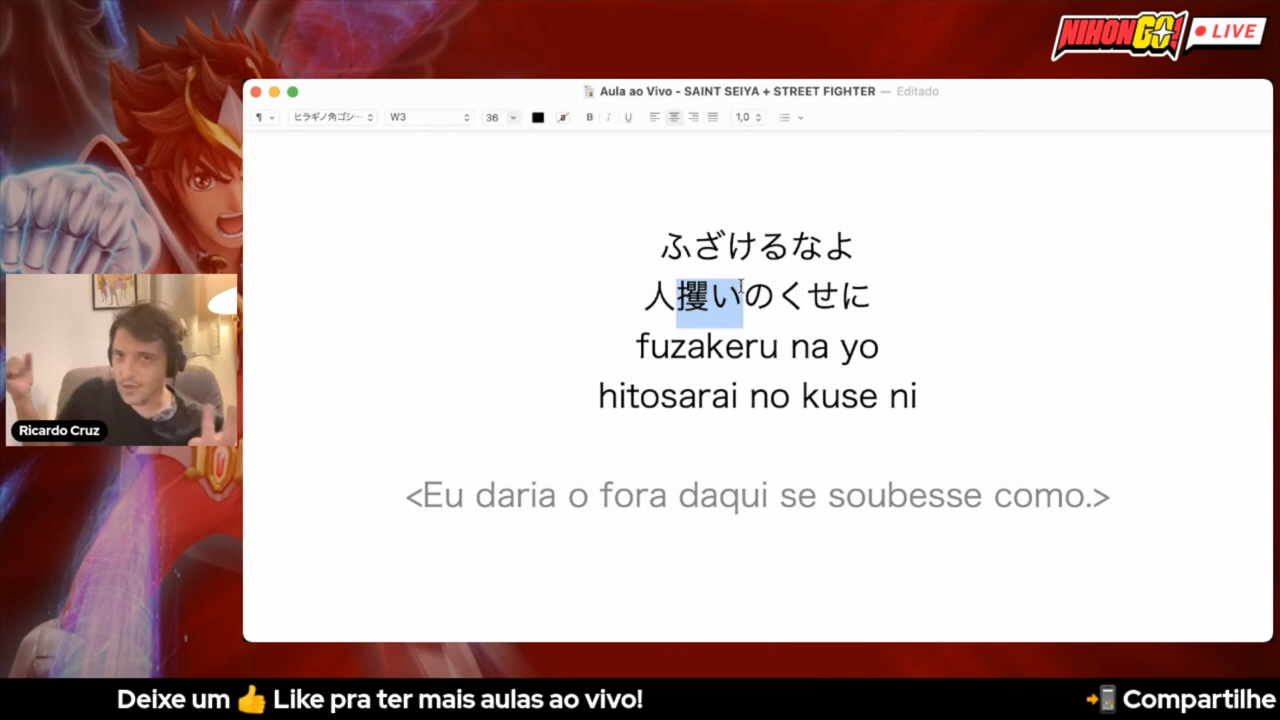 NIHONGO! LIVE
Aula ao Vivo - SAINT SEIYA + STREET FIGHTER — Editado
ヒラギノ角ゴシ… W3 36 B I U 1,0
ふざけるなよ
人攫いのくせに
fuzakeru na yo
hitosarai no kuse ni
<Eu daria o fora daqui se soubesse como.>
Ricardo Cruz
Deixe um 👍 Like pra ter mais aulas ao vivo! Compartilhe